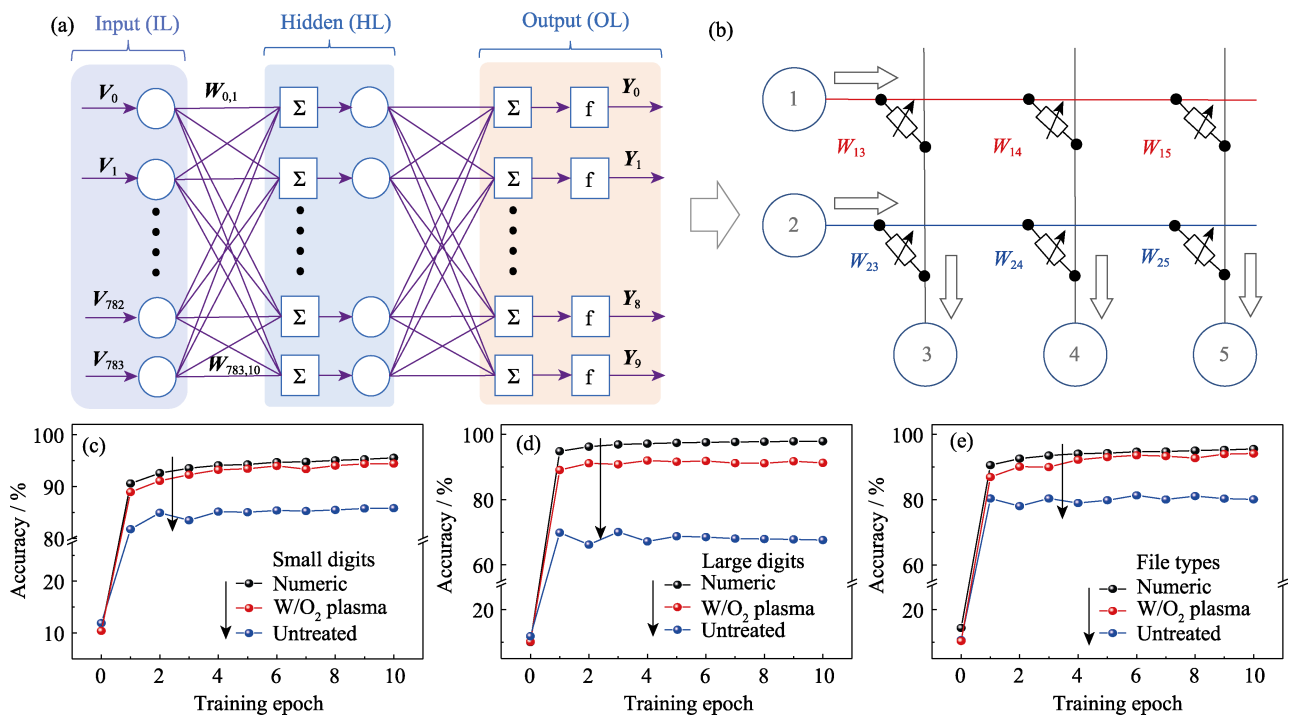 (a)
Input (IL)
Hidden (HL)
Output (OL)
V0
W0,1
Σ
Σ
f
Y0
V1
Σ
Σ
f
Y1
V782
Σ
Σ
f
Y8
V783
W783,10
Σ
Σ
f
Y9
(b)
1
W13
W14
W15
2
W23
W24
W25
3
4
5
(c)
Accuracy / %
100
95
90
85
80
20
10
Small digits
Numeric
W/O2 plasma
Untreated
0 2 4 6 8 10
Training epoch
(d)
Accuracy / %
100
80
60
20
Large digits
Numeric
W/O2 plasma
Untreated
0 2 4 6 8 10
Training epoch
(e)
Accuracy / %
100
80
60
20
File types
Numeric
W/O2 plasma
Untreated
0 2 4 6 8 10
Training epoch